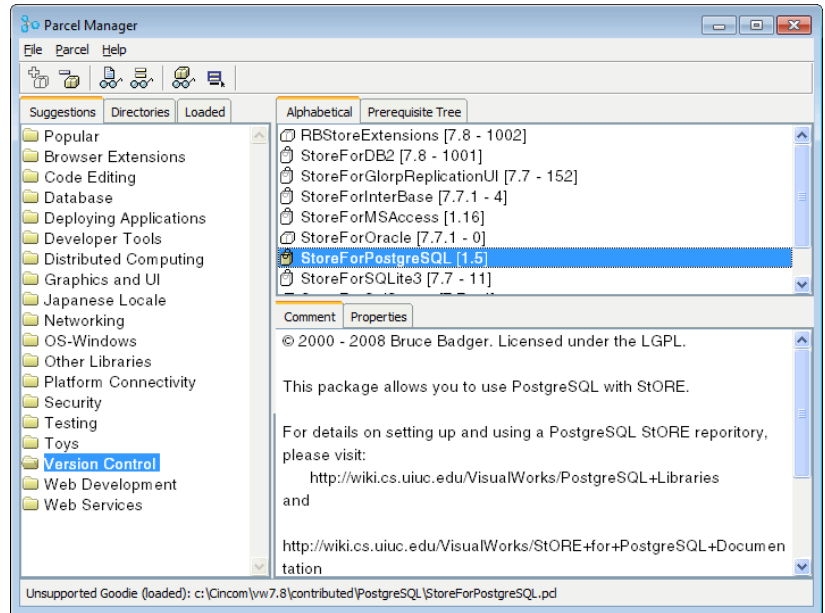 Parcel Manager
File Parcel Help
Suggestions Directories Loaded
Popular
Browser Extensions
Code Editing
Database
Deploying Applications
Developer Tools
Distributed Computing
Graphics and UI
Japanese Locale
Networking
OS-Windows
Other Libraries
Platform Connectivity
Security
Testing
Toys
Version Control
Web Development
Web Services
Alphabetical Prerequisite Tree
RBStoreExtensions [7.8 - 1002]
StoreForDB2 [7.8 - 1001]
StoreForGlorpReplicationUI [7.7 - 152]
StoreForInterBase [7.7.1 - 4]
StoreForMSAccess [1.16]
StoreForOracle [7.7.1 - 0]
StoreForPostgreSQL [1.5]
StoreForSQLite3 [7.7 - 11]
Comment Properties
© 2000 - 2008 Bruce Badger. Licensed under the LGPL.
This package allows you to use PostgreSQL with StORE.
For details on setting up and using a PostgreSQL StORE reporitory,
please visit:
http://wiki.cs.uiuc.edu/VisualWorks/PostgreSQL+Libraries
and
http://wiki.cs.uiuc.edu/VisualWorks/StORE+for+PostgreSQL+Documen
tation
Unsupported Goodie (loaded): c:\Cincom\vw7.8\contributed\PostgreSQL\StoreForPostgreSQL.pcl